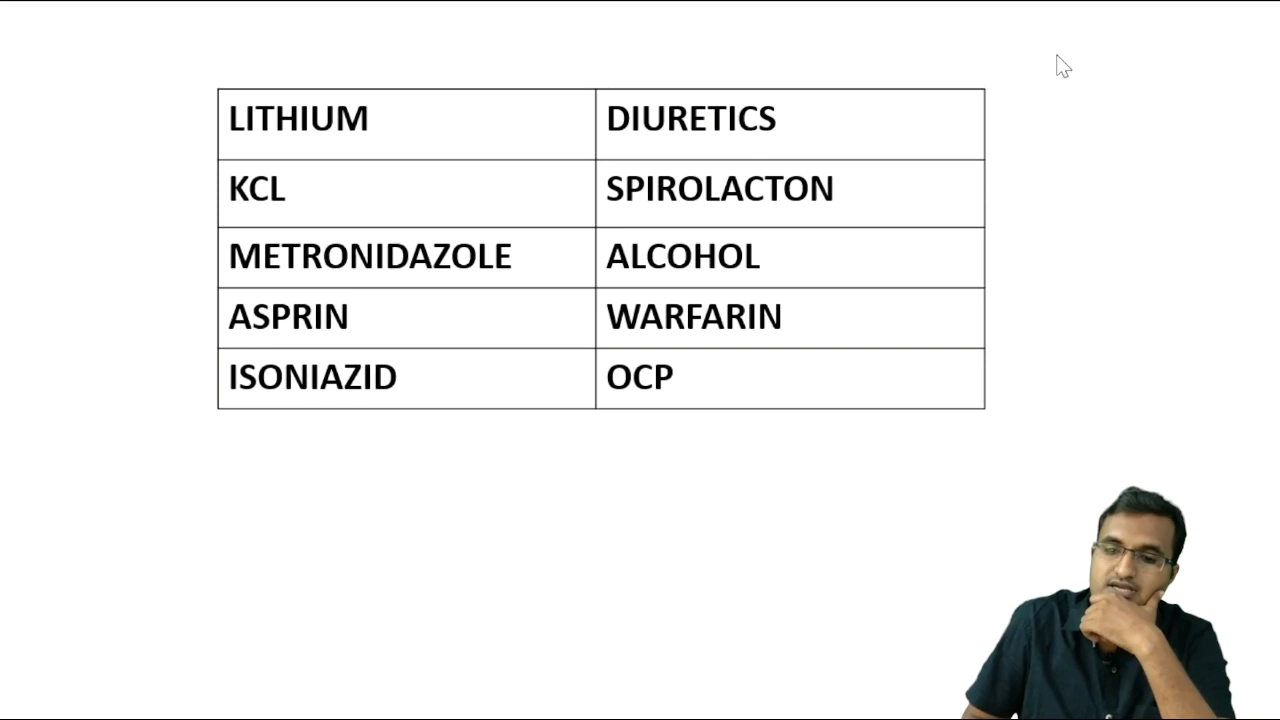 LITHIUM DIURETICS
KCL SPIROLACTON
METRONIDAZOLE ALCOHOL
ASPRIN WARFARIN
ISONIAZID OCP